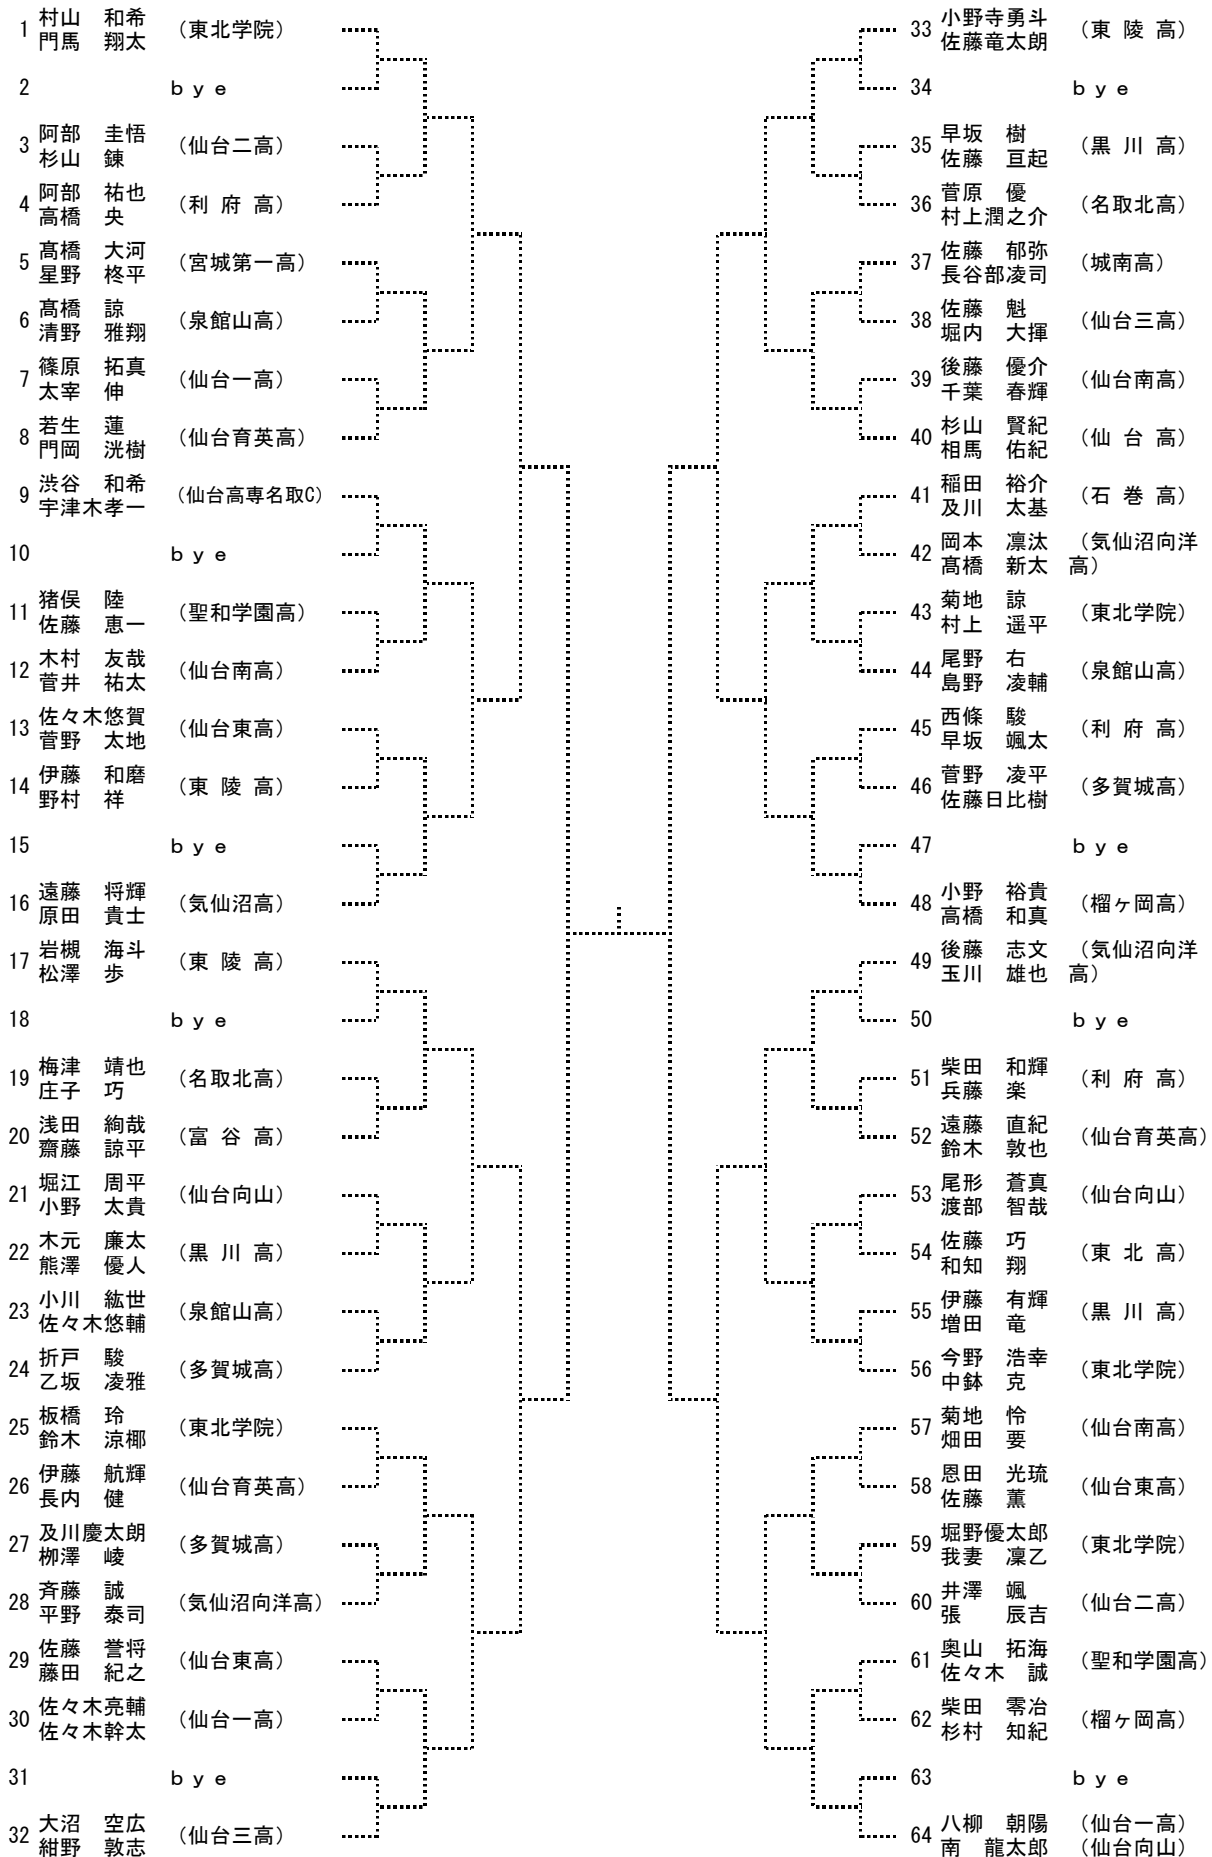 1 村山　和希 （東北学院）
門馬　翔太
2 ｂｙｅ
3 阿部　圭悟 （仙台二高）
杉山　錬
4 阿部　祐也 （利 府 高）
高橋　央
5 髙橋　大河 （宮城第一高）
星野　柊平
6 髙橋　諒 （泉館山高）
清野　雅翔
7 篠原　拓真 （仙台一高）
太宰　伸
8 若生　蓮 （仙台育英高）
門岡　洸樹
9 渋谷　和希 （仙台高専名取C）
宇津木孝一
10 ｂｙｅ
11 猪俣　陸 （聖和学園高）
佐藤　恵一
12 木村　友哉 （仙台南高）
菅井　祐太
13 佐々木悠賀 （仙台東高）
菅野　太地
14 伊藤　和磨 （東 陵 高）
野村　祥
15 ｂｙｅ
16 遠藤　将輝 （気仙沼高）
原田　貴士
17 岩槻　海斗 （東 陵 高）
松澤　歩
18 ｂｙｅ
19 梅津　靖也 （名取北高）
庄子　巧
20 浅田　絢哉 （富 谷 高）
齋藤　諒平
21 堀江　周平 （仙台向山）
小野　太貴
22 木元　廉太 （黒 川 高）
熊澤　優人
23 小川　紘世 （泉館山高）
佐々木悠輔
24 折戸　駿 （多賀城高）
乙坂　凌雅
25 板橋　玲 （東北学院）
鈴木　涼椰
26 伊藤　航輝 （仙台育英高）
長内　健
27 及川慶太朗 （多賀城高）
栁澤　崚
28 斉藤　誠 （気仙沼向洋高）
平野　泰司
29 佐藤　誉将 （仙台東高）
藤田　紀之
30 佐々木亮輔 （仙台一高）
佐々木幹太
31 ｂｙｅ
32 大沼　空広 （仙台三高）
紺野　敦志
33 小野寺勇斗 （東 陵 高）
佐藤竜太朗
34 ｂｙｅ
35 早坂　樹 （黒 川 高）
佐藤　亘起
36 菅原　優 （名取北高）
村上潤之介
37 佐藤　郁弥 （城南高）
長谷部凌司
38 佐藤　魁 （仙台三高）
堀内　大揮
39 後藤　優介 （仙台南高）
千葉　春輝
40 杉山　賢紀 （仙 台 高）
相馬　佑紀
41 稲田　裕介 （石 巻 高）
及川　太基
42 岡本　凛汰 （気仙沼向洋
髙橋　新太 高）
43 菊地　諒 （東北学院）
村上　遥平
44 尾野　右 （泉館山高）
島野　凌輔
45 西條　駿 （利 府 高）
早坂　颯太
46 菅野　凌平 （多賀城高）
佐藤日比樹
47 ｂｙｅ
48 小野　裕貴 （榴ヶ岡高）
高橋　和真
49 後藤　志文 （気仙沼向洋
玉川　雄也 高）
50 ｂｙｅ
51 柴田　和輝 （利 府 高）
兵藤　楽
52 遠藤　直紀 （仙台育英高）
鈴木　敦也
53 尾形　蒼真 （仙台向山）
渡部　智哉
54 佐藤　巧 （東 北 高）
和知　翔
55 伊藤　有輝 （黒 川 高）
増田　竜
56 今野　浩幸 （東北学院）
中鉢　克
57 菊地　怜 （仙台南高）
畑田　要
58 恩田　光琉 （仙台東高）
佐藤　薫
59 堀野優太郎 （東北学院）
我妻　凜乙
60 井澤　颯 （仙台二高）
張　　辰吉
61 奥山　拓海 （聖和学園高）
佐々木　誠
62 柴田　零冶 （榴ヶ岡高）
杉村　知紀
63 ｂｙｅ
64 八柳　朝陽 （仙台一高）
南　龍太郎 （仙台向山）